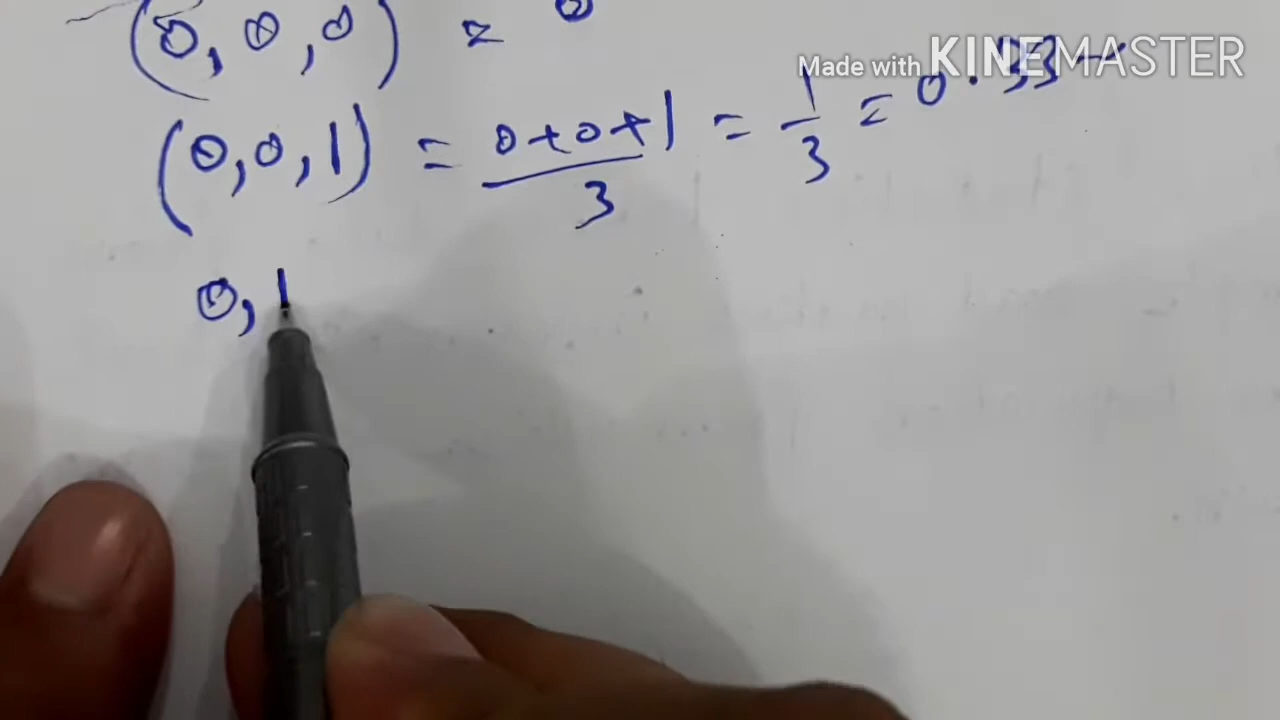 (0, 0, 0) = 0
Made with KINEMASTER
(0, 0, 1) = 0+0+1/3 = 1/3 = 0.33
0, 1